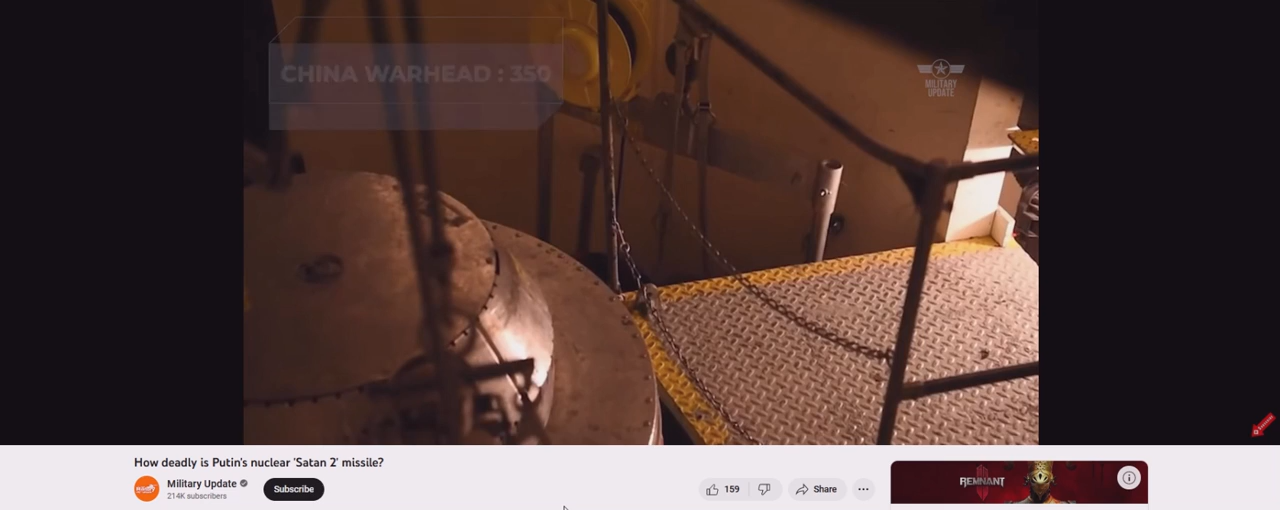 CHINA WARHEAD : 350
MILITARY
UPDATE
How deadly is Putin's nuclear 'Satan 2' missile?
Military Update
214K subscribers
Subscribe
159
Share
REMNANT